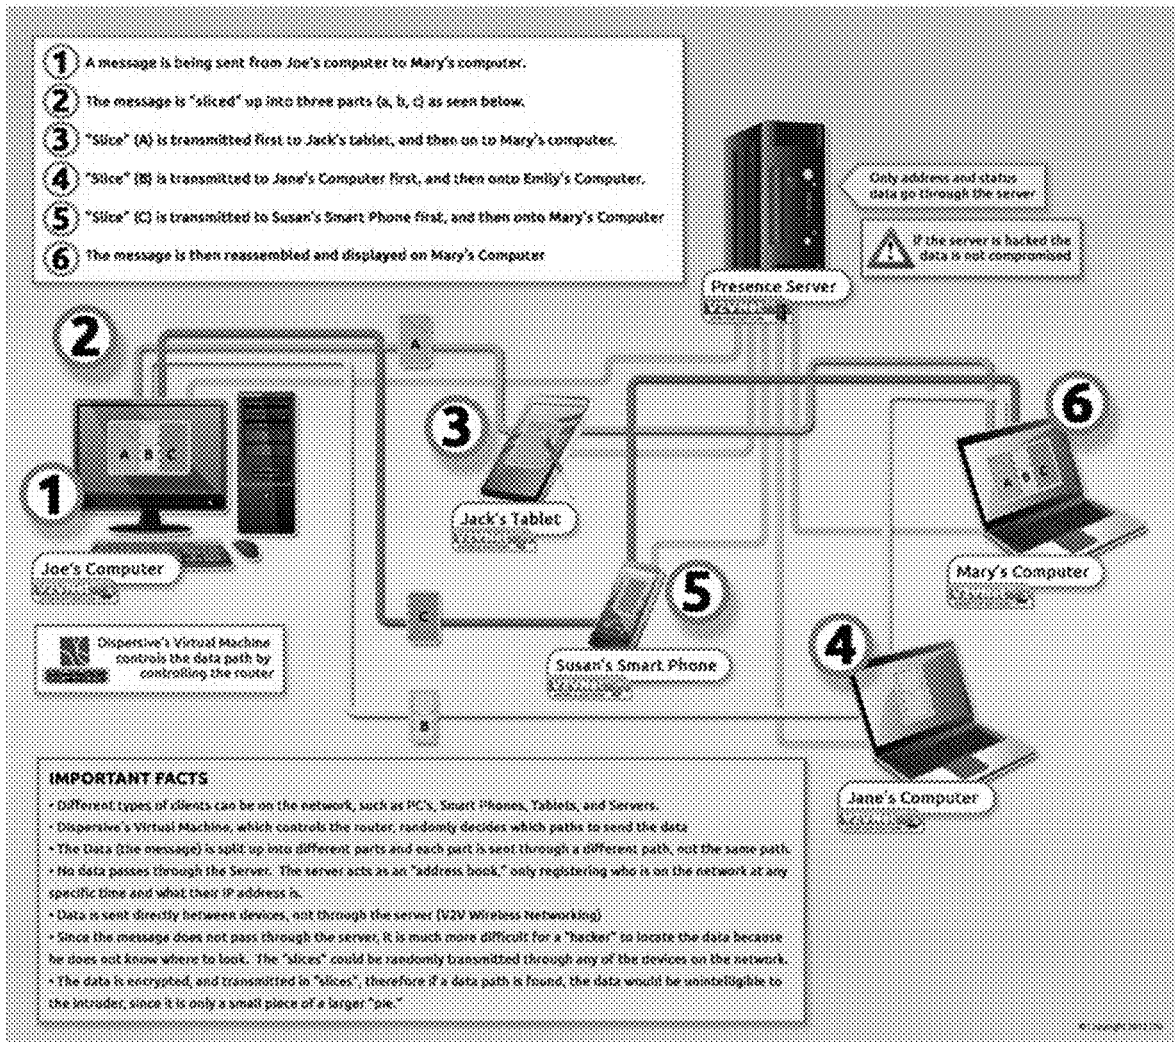 1 A message is being sent from Joe's computer to Mary's computer.
2 The message is "sliced" up into three parts (a, b, c) as seen below.
3 "Slice" (A) is transmitted first to Jack's tablet, and then on to Mary's computer.
4 "Slice" (B) is transmitted to Jane's Computer first, and then onto Emily's Computer.
5 "Slice" (C) is transmitted to Susan's Smart Phone first, and then onto Mary's Computer
6 The message is then reassembled and displayed on Mary's Computer
Only address and status
data go through the server
If the server is hacked the
data is not compromised
Presence Server
2
A
3
6
A B C
1
Jack's Tablet
A B C
Joe's Computer
Mary's Computer
5
C
4
Susan's Smart Phone
Dispersive's Virtual Machine
controls the data path by
controlling the router
B
Jane's Computer
IMPORTANT FACTS
• Different types of clients can be on the network, such as PC's, Smart Phones, Tablets, and Servers.
• Dispersive's Virtual Machine, which controls the router, randomly decides which paths to send the data
• The Data (the message) is split up into different parts and each part is sent through a different path, not the same path.
• No data passes through the Server. The server acts as an "address book," only registering who is on the network at any
specific time and what their IP address is.
• Data is sent directly between devices, not through the server (V2V Wireless Networking)
• Since the message does not pass through the server, it is much more difficult for a "hacker" to locate the data because
he does not know where to look. The "slices" could be randomly transmitted through any of the devices on the network.
• The data is encrypted, and transmitted in "slices", therefore if a data path is found, the data would be unintelligible to
the intruder, since it is only a small piece of a larger "pie."
© Copyright 2012